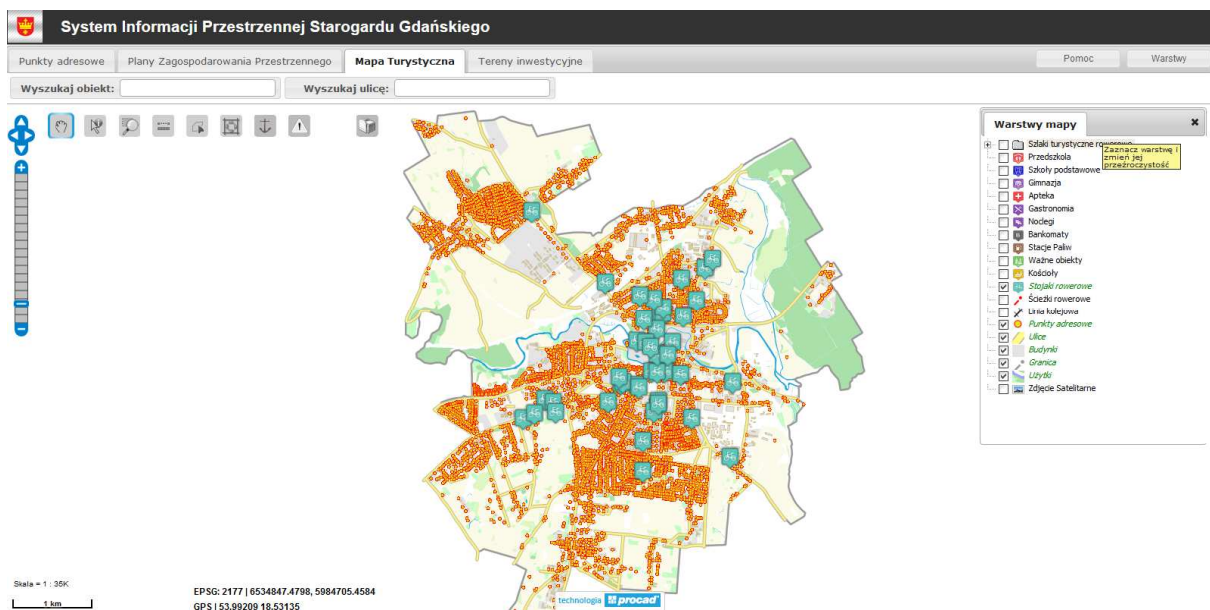 System Informacji Przestrzennej Starogardu Gdańskiego
Punkty adresowe Plany Zagospodarowania Przestrzennego Mapa Turystyczna Tereny inwestycyjne Pomoc Warstwy
Wyszukaj obiekt: Wyszukaj ulicę:
Warstwy mapy
Szlaki turystyczne rowerowe
Zaznacz warstwę i
zmień jej
przeźroczystość
Przedszkola
Szkoły podstawowe
Gimnazja
Apteka
Gastronomia
Noclegi
Bankomaty
Stacje Paliw
Ważne obiekty
Kościoły
Stojaki rowerowe
Ścieżki rowerowe
Linia kolejowa
Punkty adresowe
Ulice
Budynki
Granica
Użytki
Zdjęcie Satelitarne
Skala = 1 : 35K
1 km
EPSG: 2177 | 6534847.4798, 5984705.4584
GPS | 53.99209 18.53135
technologia procad